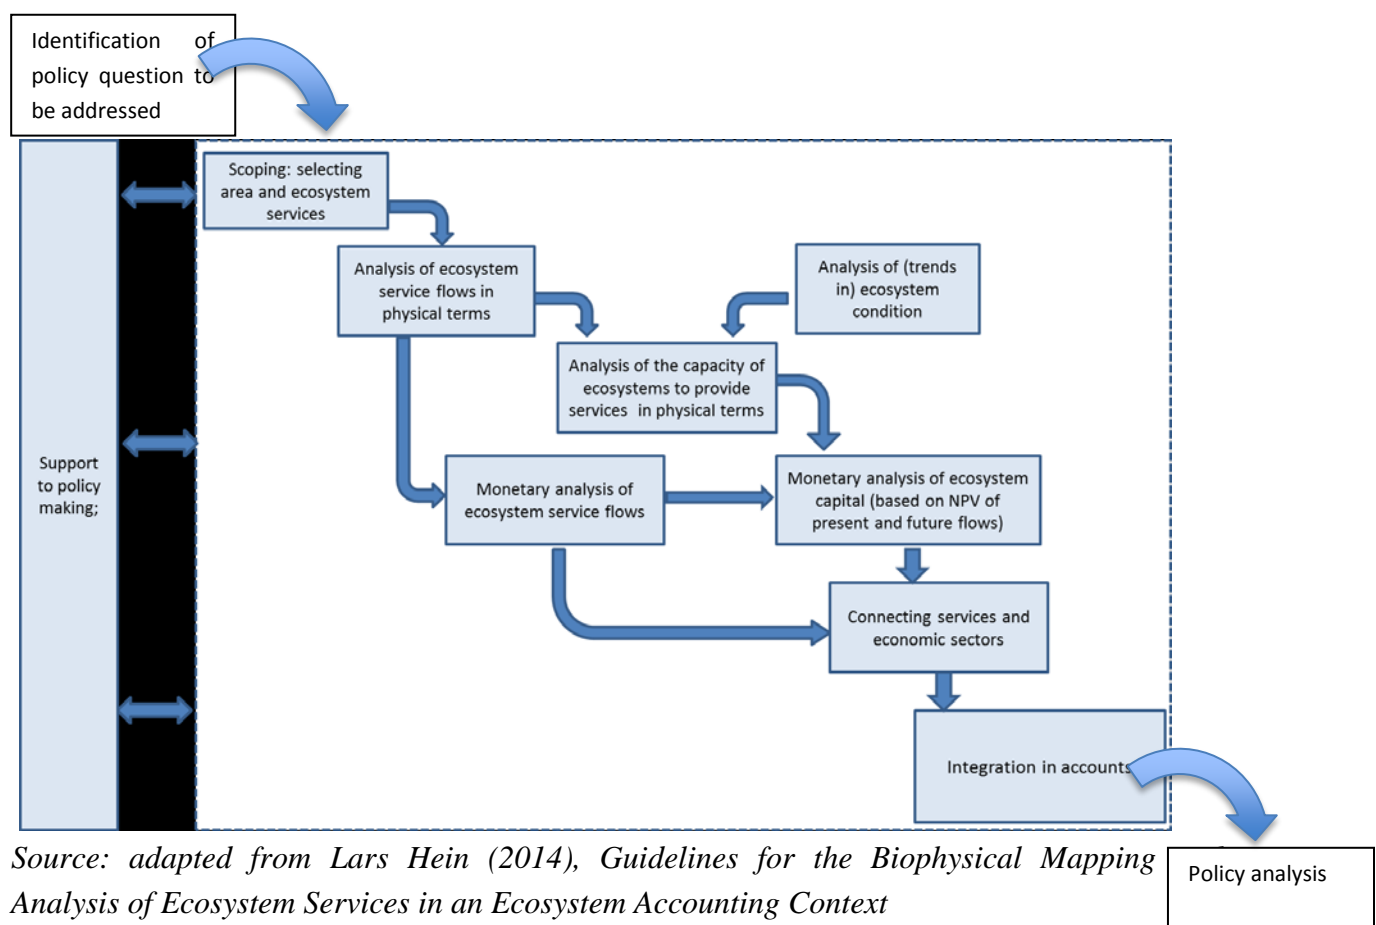 Identification of
policy question to
be addressed
Scoping: selecting
area and ecosystem
services
Analysis of ecosystem
service flows in
physical terms
Analysis of (trends
in) ecosystem
condition
Analysis of the capacity of
ecosystems to provide
services in physical terms
Support
to policy
making;
Monetary analysis of
ecosystem service flows
Monetary analysis of ecosystem
capital (based on NPV of
present and future flows)
Connecting services and
economic sectors
Integration in accounts
Policy analysis
Source: adapted from Lars Hein (2014), Guidelines for the Biophysical Mapping
Analysis of Ecosystem Services in an Ecosystem Accounting Context